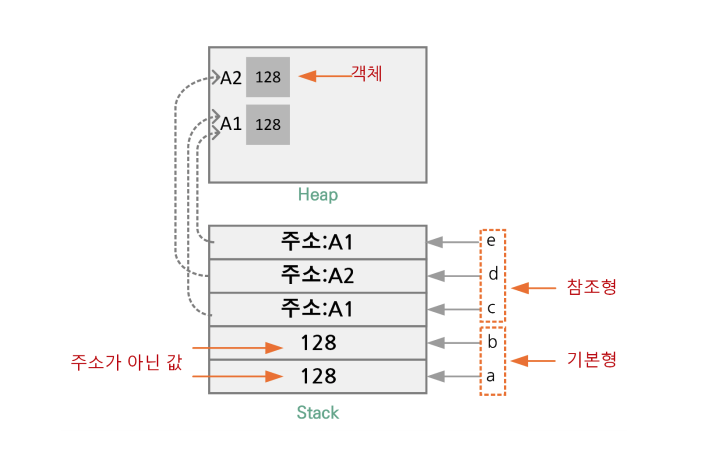 A2 128 객체
A1 128
Heap
주소:A1 e
주소:A2 d 참조형
주소:A1 c
128 b
주소가 아닌 값 기본형
128 a
Stack